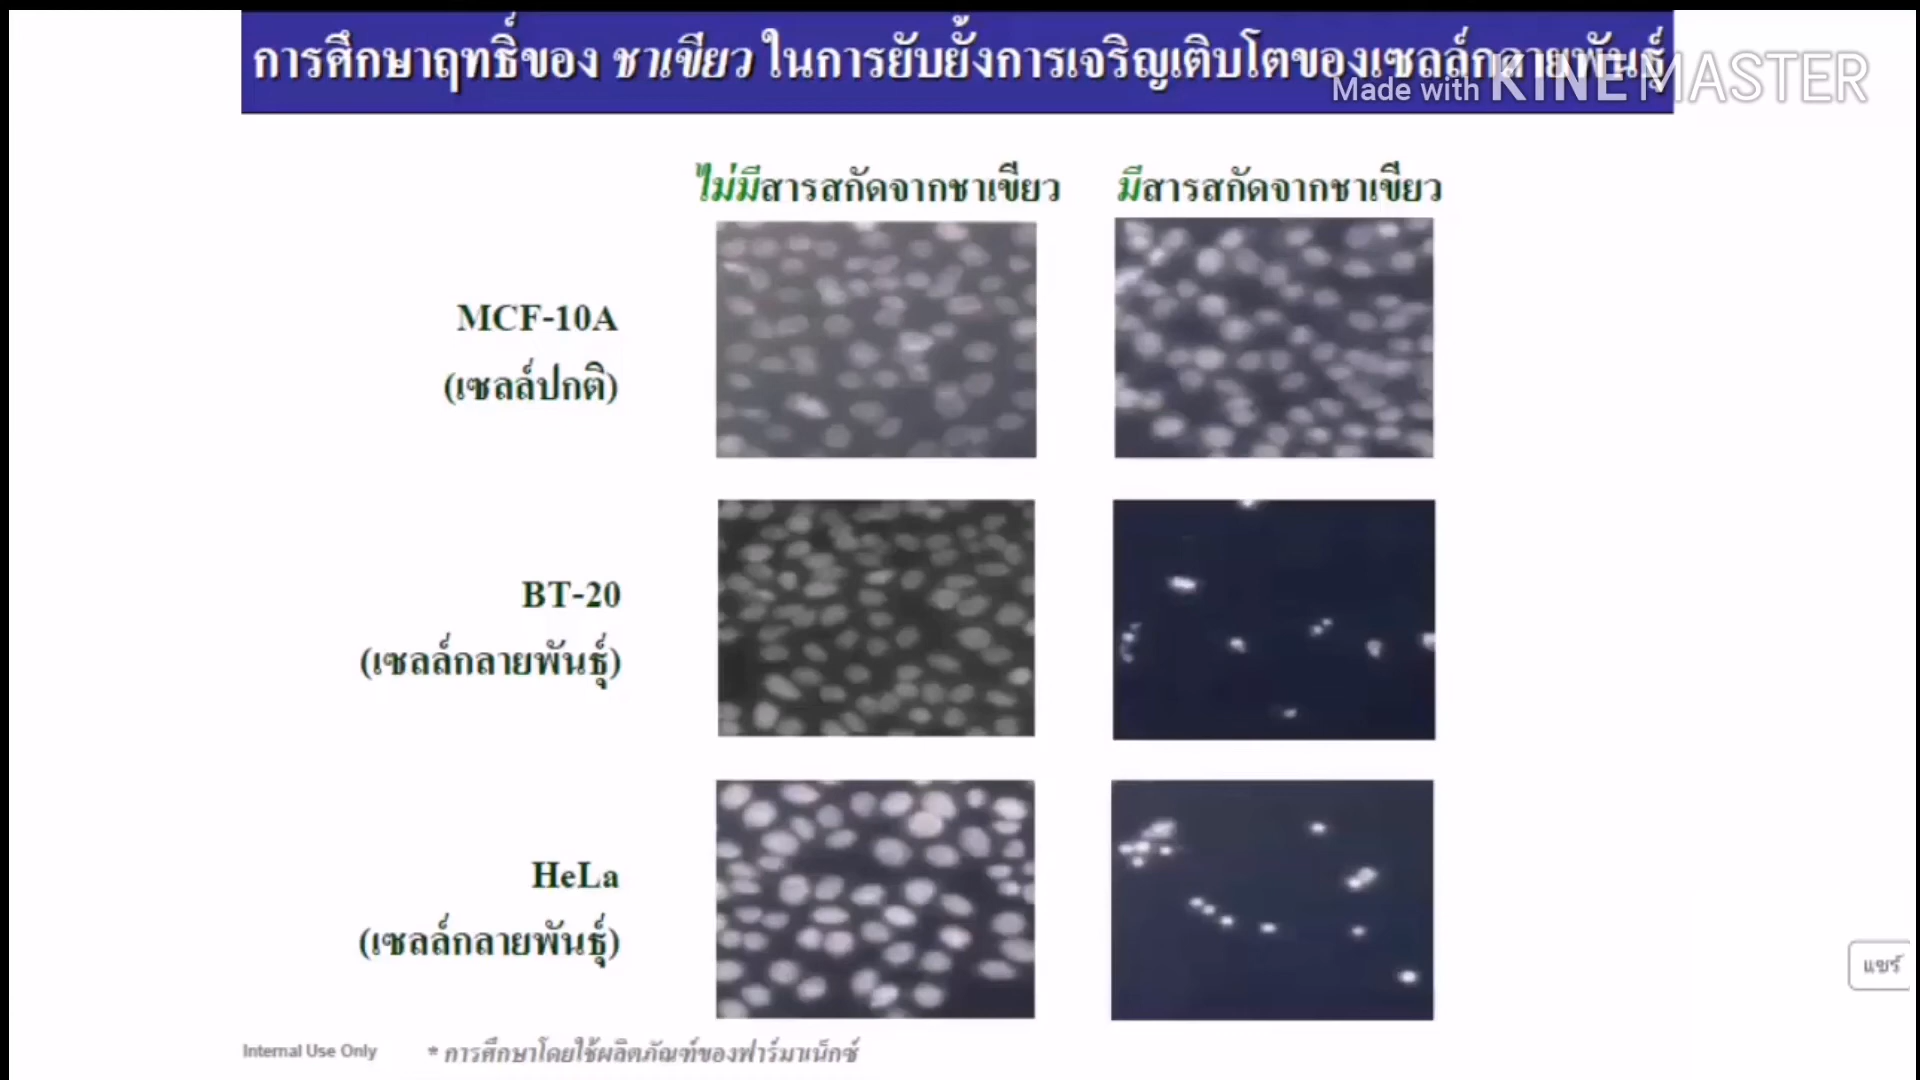 การศึกษาฤทธิ์ของ ชาเขียว ในการยับยั้งการเจริญเติบโตของเซลล์กลายพันธุ์
Made with KINEMASTER
ไม่มีสารสกัดจากชาเขียว มีสารสกัดจากชาเขียว
MCF-10A
(เซลล์ปกติ)
BT-20
(เซลล์กลายพันธุ์)
HeLa
(เซลล์กลายพันธุ์)
แชร์
Internal Use Only * การศึกษาโดยใช้ผลิตภัณฑ์ของฟาร์มาเน็กซ์